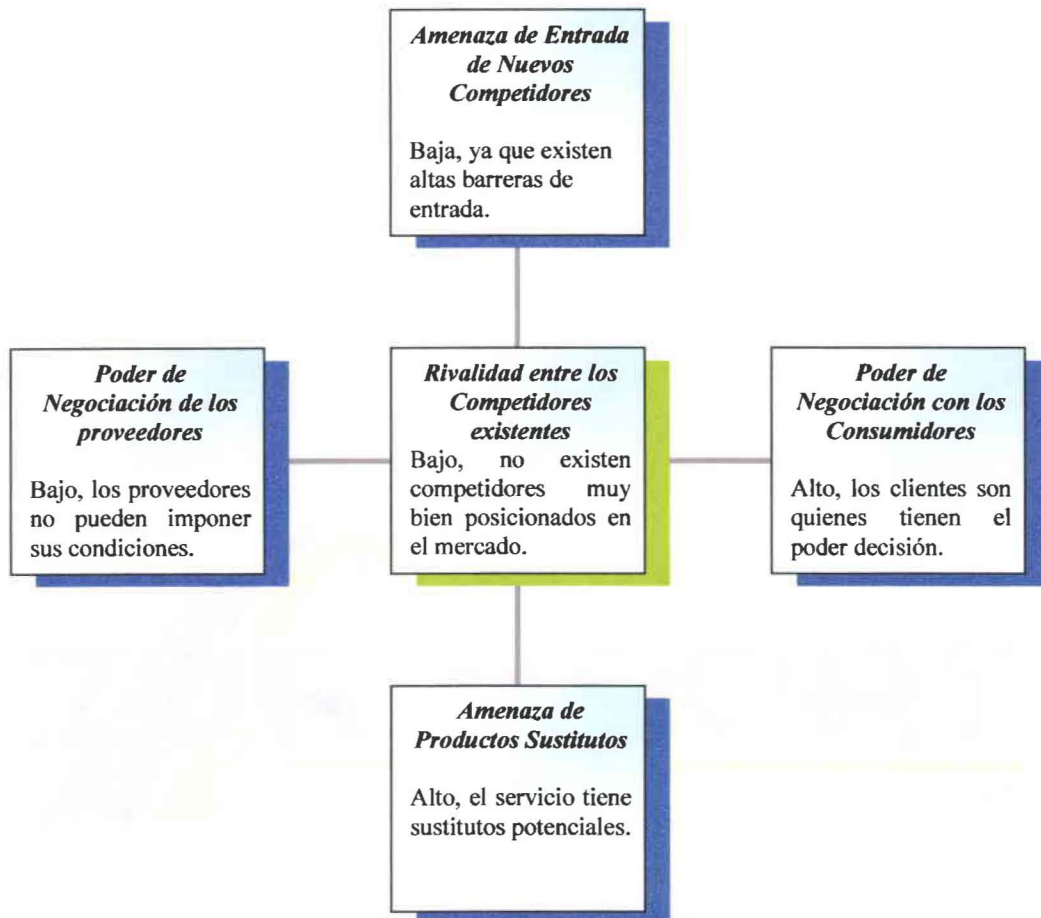 Amenaza de Entrada
de Nuevos
Competidores
Baja, ya que existen
altas barreras de
entrada.
Poder de
Negociación de los
proveedores
Bajo, los proveedores
no pueden imponer
sus condiciones.
Rivalidad entre los
Competidores
existentes
Bajo, no existen
competidores muy
bien posicionados en
el mercado.
Poder de
Negociación con los
Consumidores
Alto, los clientes son
quienes tienen el
poder decisión.
Amenaza de
Productos Sustitutos
Alto, el servicio tiene
sustitutos potenciales.